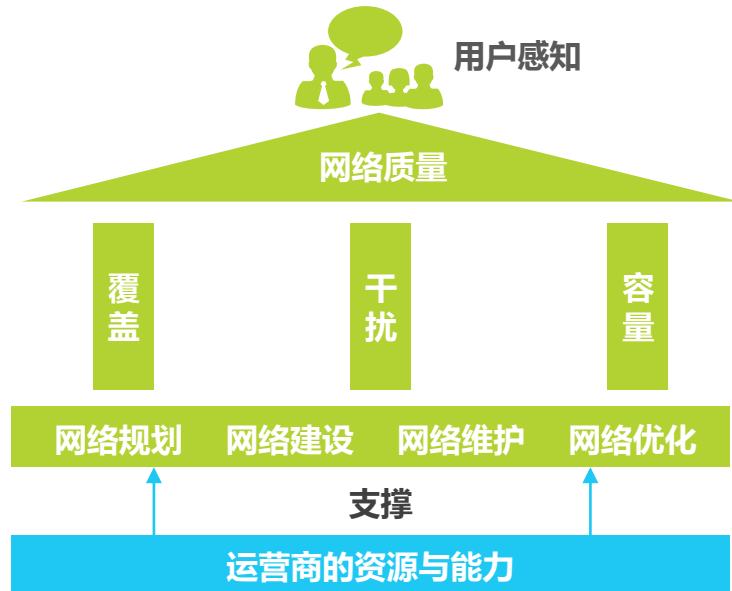 用户感知
网络质量
覆盖
干扰
容量
网络规划 网络建设 网络维护 网络优化
支撑
运营商的资源与能力